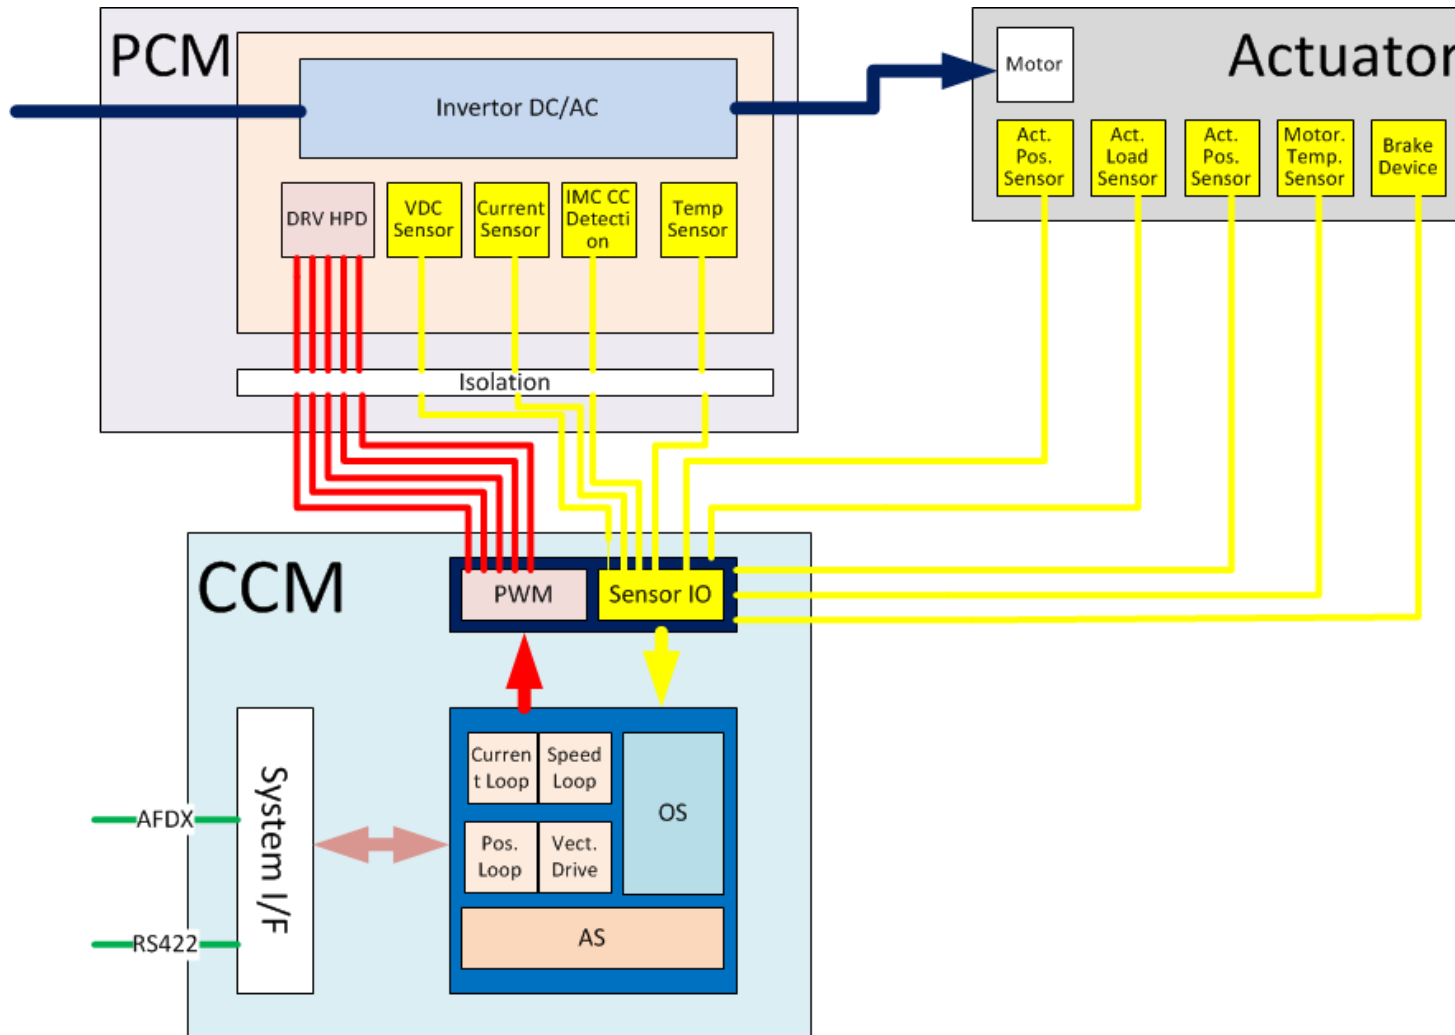 PCM
Invertor DC/AC
DRV HPD
VDC
Sensor
Current
Sensor
IMC CC
Detecti
on
Temp
Sensor
Isolation
Actuator
Motor
Act.
Pos.
Sensor
Act.
Load
Sensor
Act.
Pos.
Sensor
Motor.
Temp.
Sensor
Brake
Device
CCM
PWM
Sensor IO
Curren
t Loop
Speed
Loop
Pos.
Loop
Vect.
Drive
OS
AS
System I/F
AFDX
RS422